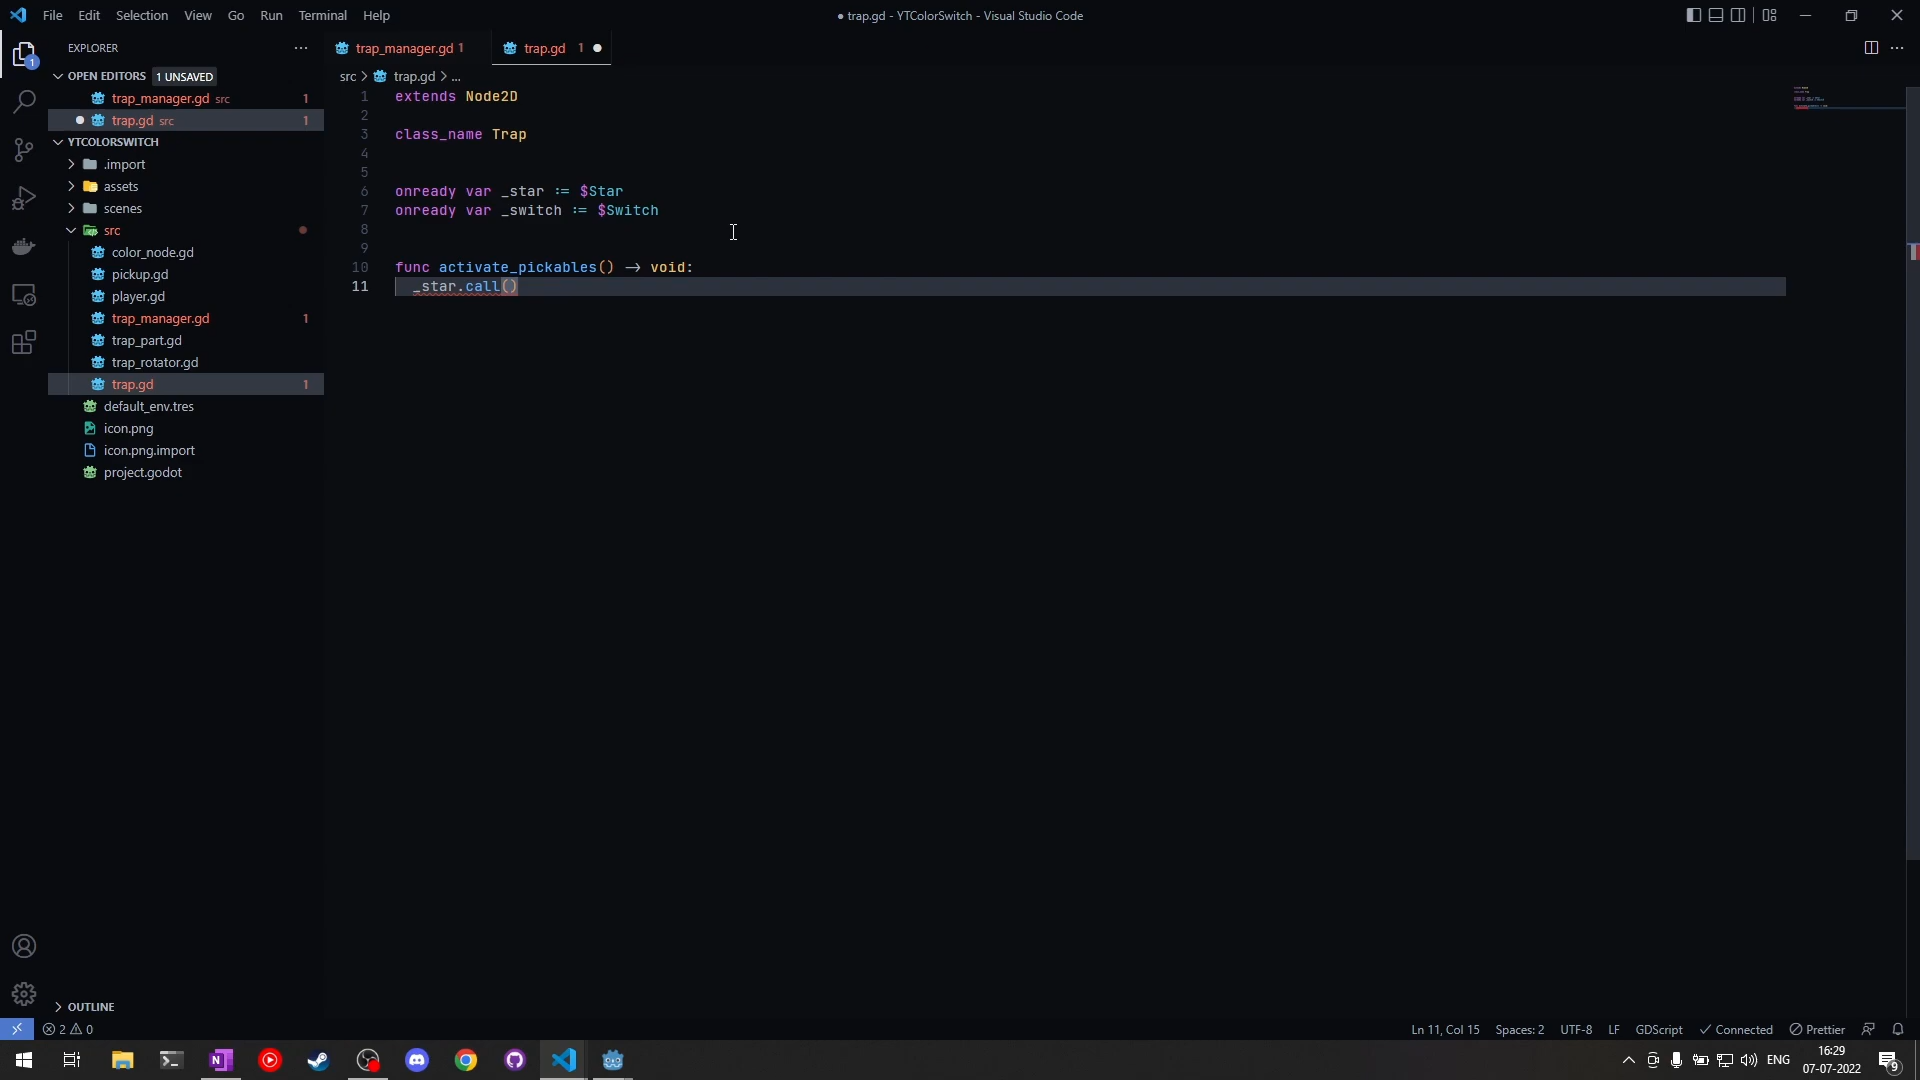 File Edit Selection View Go Run Terminal Help
● trap.gd - YTColorSwitch - Visual Studio Code
EXPLORER
OPEN EDITORS 1 UNSAVED
trap_manager.gd src 1
trap.gd src 1
YTCOLORSWITCH
.import
assets
scenes
src
color_node.gd
pickup.gd
player.gd
trap_manager.gd 1
trap_part.gd
trap_rotator.gd
trap.gd 1
default_env.tres
icon.png
icon.png.import
project.godot
OUTLINE
trap_manager.gd 1
trap.gd 1
src > trap.gd > ...
1 extends Node2D
2
3 class_name Trap
4
5
6 onready var _star := $Star
7 onready var _switch := $Switch
8
9
10 func activate_pickables() -> void:
11 _star.call()
1
2 0
Ln 11, Col 15 Spaces: 2 UTF-8 LF GDScript Connected Prettier
ENG
16:29
07-07-2022
9